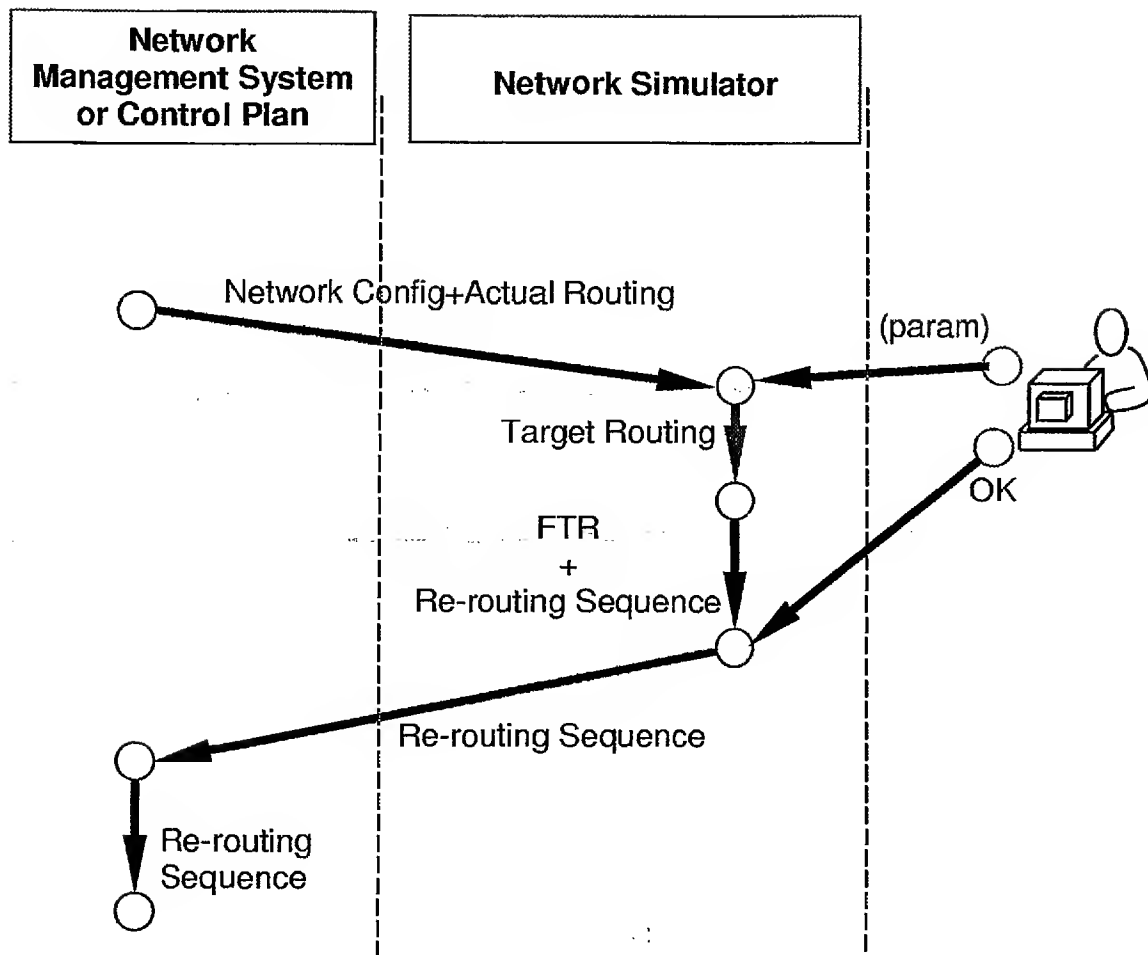 Network
Management System
or Control Plan
Network Simulator
Network Config+Actual Routing
(param)
Target Routing
OK
FTR
+
Re-routing Sequence
Re-routing Sequence
Re-routing
Sequence